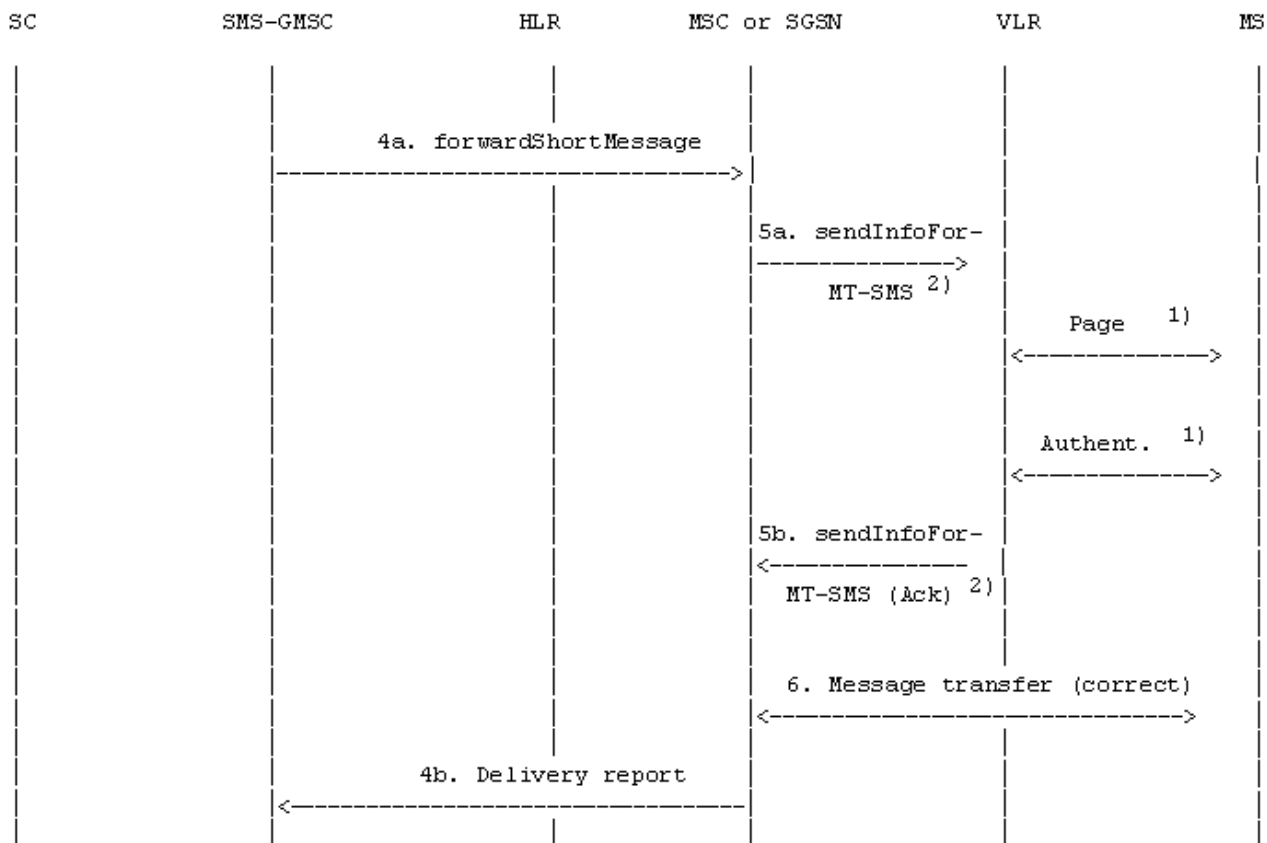 SC SMS-GMSC HLR MSC or SGSN VLR MS
4a. forwardShortMessage
5a. sendInfoFor-
MT-SMS 2)
Page 1)
Authent. 1)
5b. sendInfoFor-
MT-SMS (Ack) 2)
6. Message transfer (correct)
4b. Delivery report